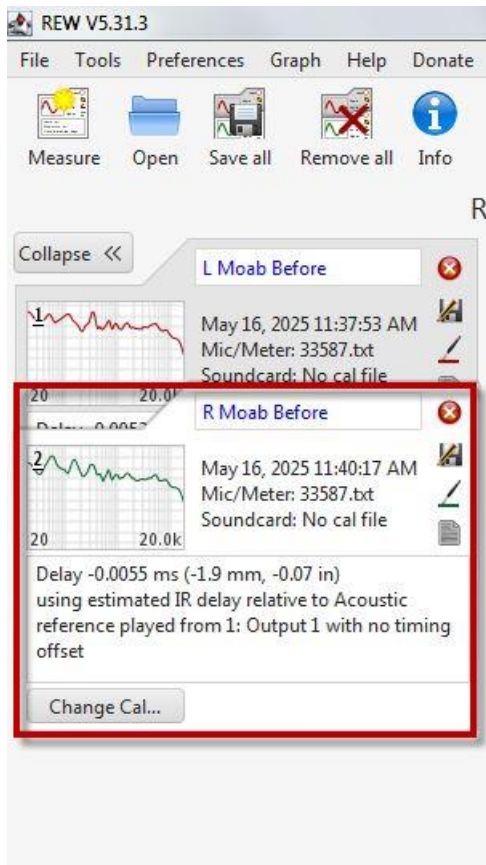 REW V5.31.3
File Tools Preferences Graph Help Donate
Measure Open Save all Remove all Info
R
Collapse
L Moab Before
1
May 16, 2025 11:37:53 AM
Mic/Meter: 33587.txt
Soundcard: No cal file
20 20.0k
R Moab Before
2
May 16, 2025 11:40:17 AM
Mic/Meter: 33587.txt
Soundcard: No cal file
20 20.0k
Delay -0.0055 ms (-1.9 mm, -0.07 in)
using estimated IR delay relative to Acoustic
reference played from 1: Output 1 with no timing
offset
Change Cal...